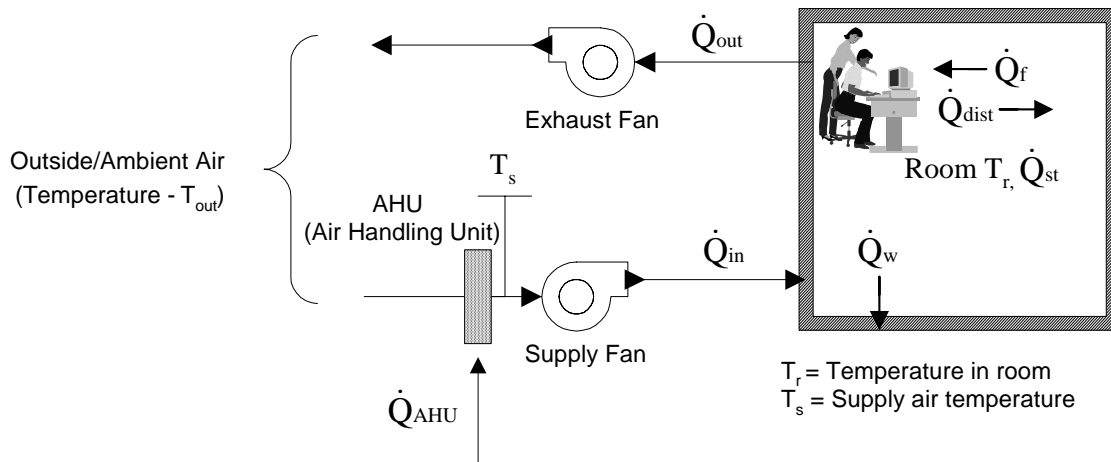 Q̇out
Exhaust Fan
Q̇f
Q̇dist
Room Tr, Q̇st
Outside/Ambient Air
(Temperature - Tout)
Ts
AHU
(Air Handling Unit)
Q̇in
Q̇w
Supply Fan
Q̇AHU
Tr = Temperature in room
Ts = Supply air temperature